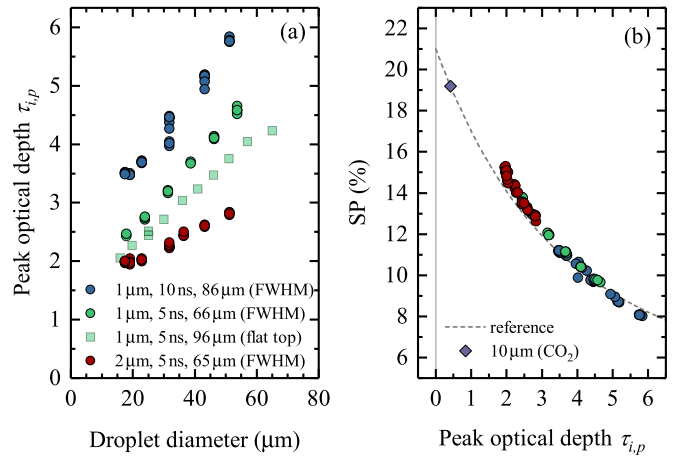 (a)
6
5
4
3
2
1
0
Peak optical depth τi,p
1 μm, 10 ns, 86 μm (FWHM)
1 μm, 5 ns, 66 μm (FWHM)
1 μm, 5 ns, 96 μm (flat top)
2 μm, 5 ns, 65 μm (FWHM)
0 20 40 60 80
Droplet diameter (μm)
(b)
22
20
18
16
14
12
10
8
6
SP (%)
reference
10 μm (CO2)
0 1 2 3 4 5 6
Peak optical depth τi,p